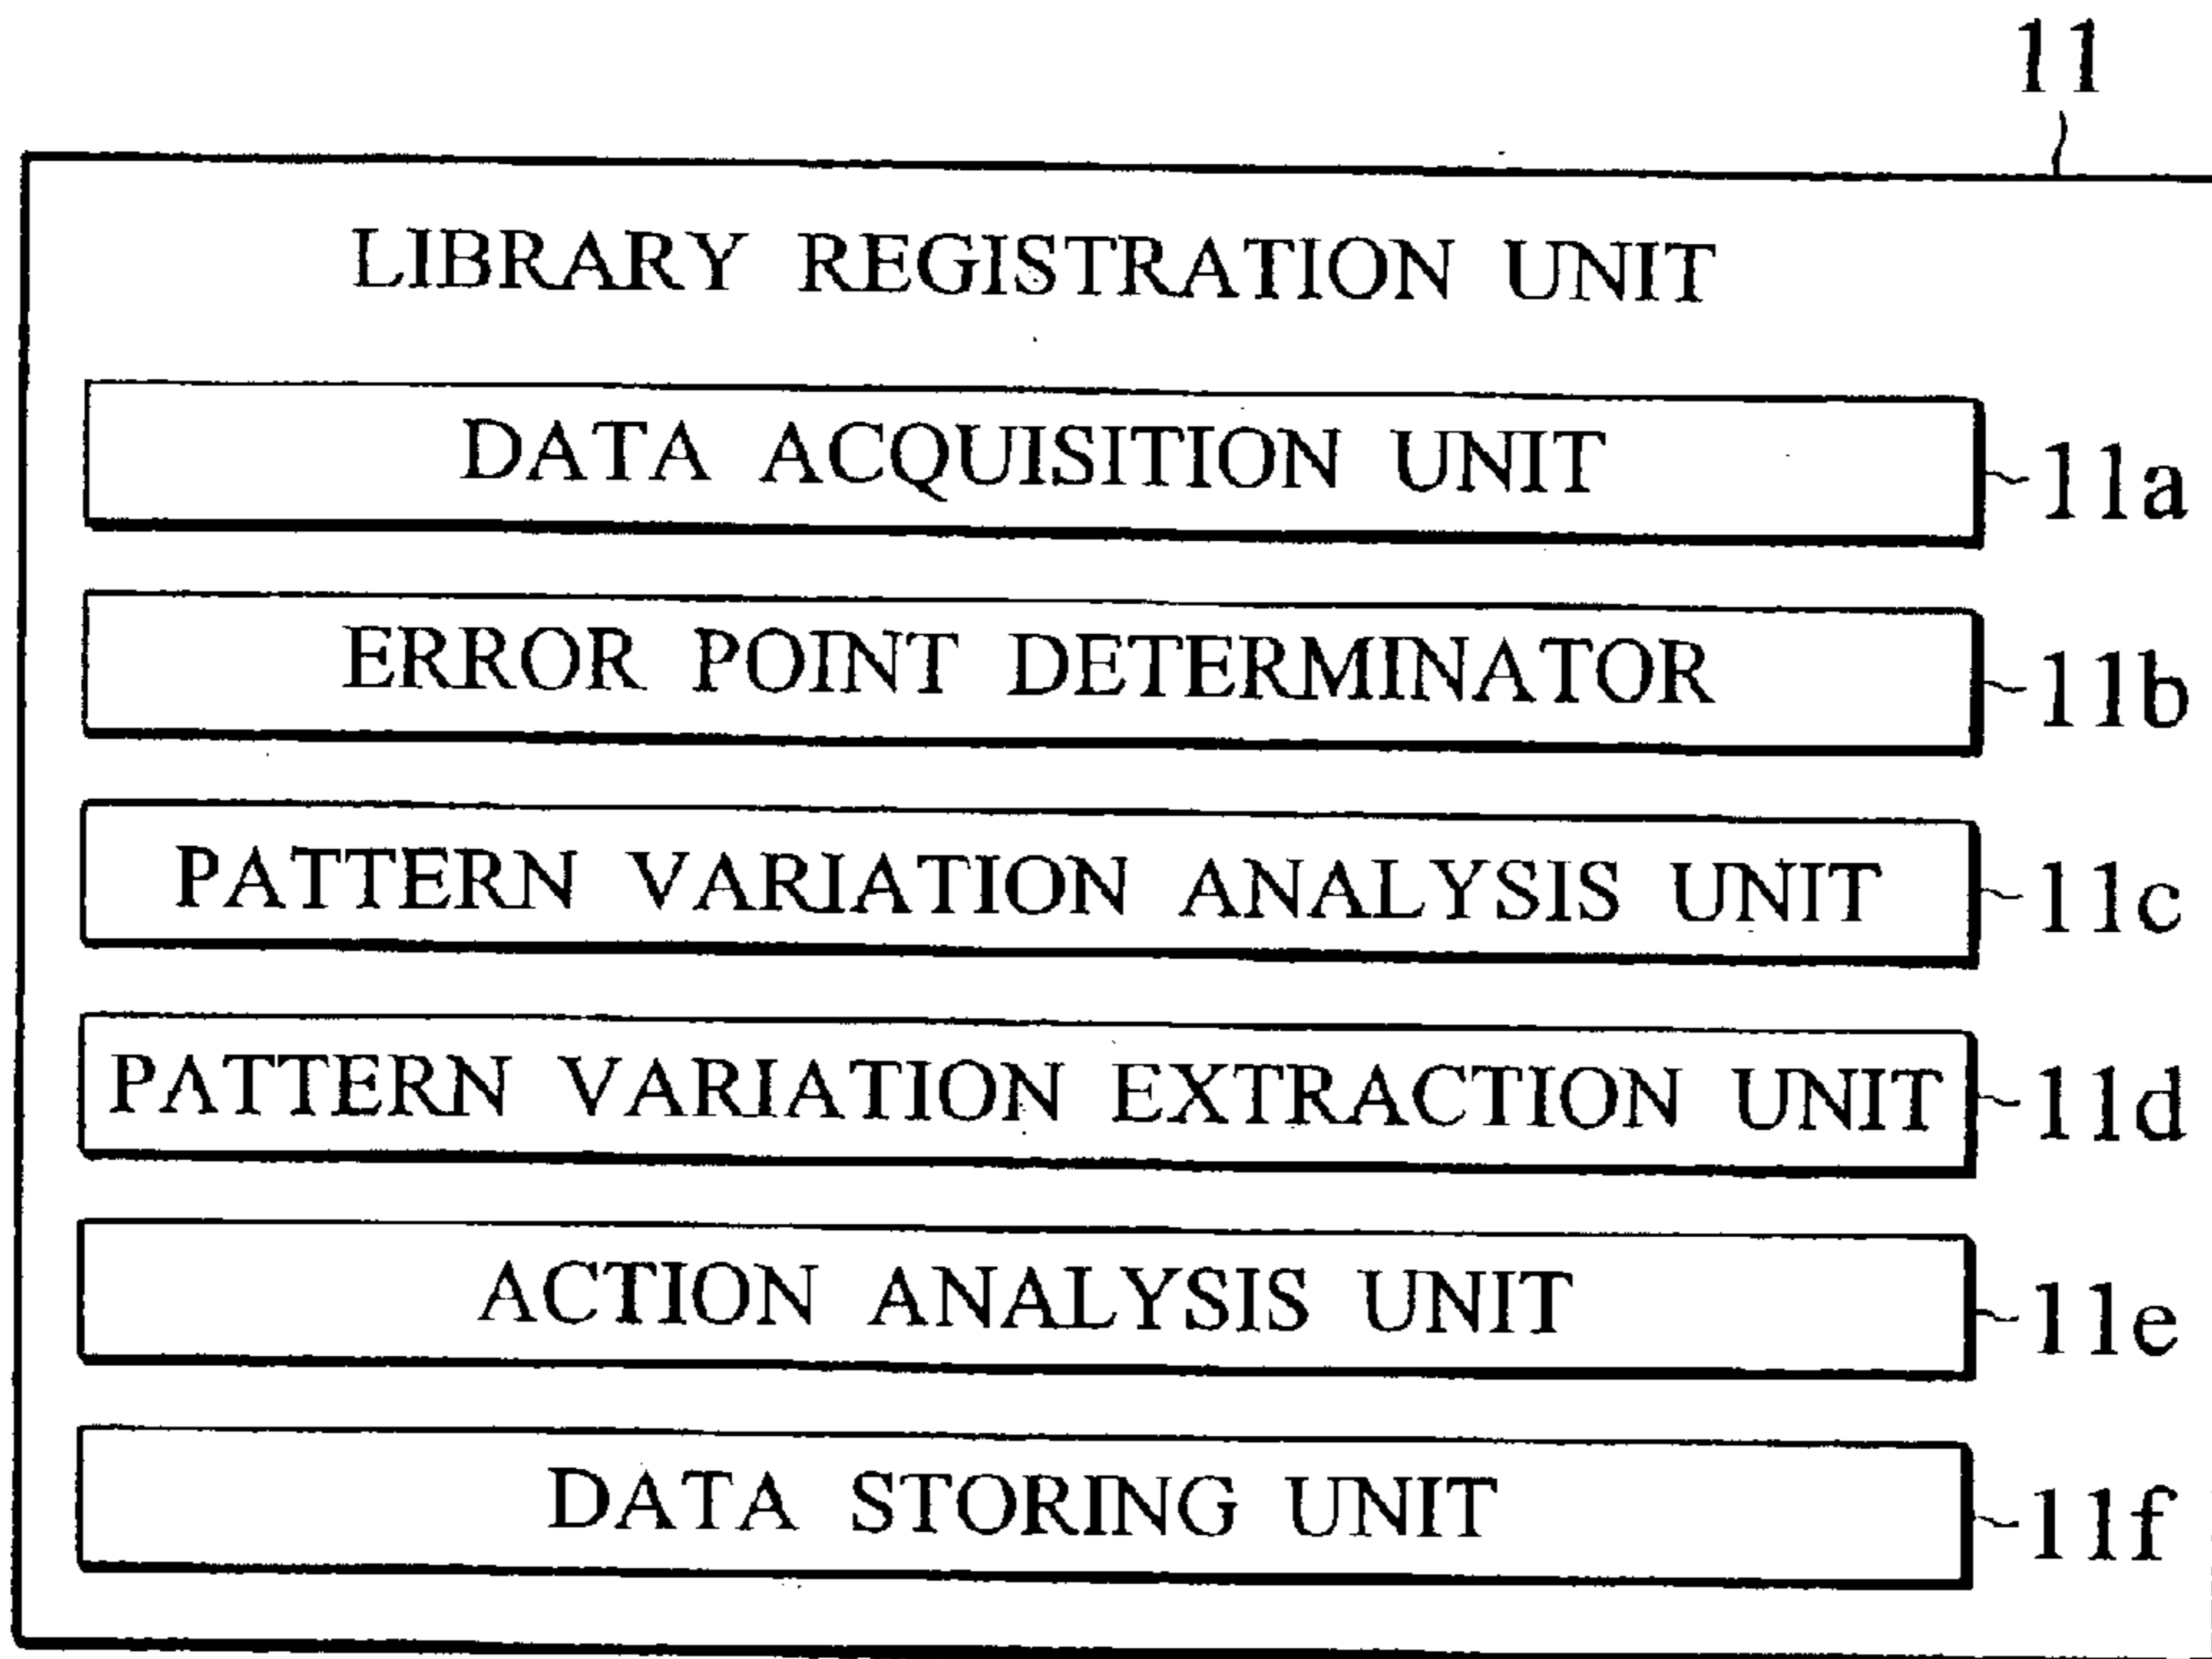 11
LIBRARY REGISTRATION UNIT
DATA ACQUISITION UNIT 11a
ERROR POINT DETERMINATOR 11b
PATTERN VARIATION ANALYSIS UNIT 11c
PATTERN VARIATION EXTRACTION UNIT 11d
ACTION ANALYSIS UNIT 11e
DATA STORING UNIT 11f